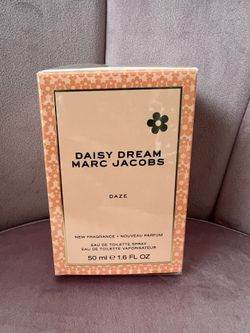 DAISY DREAM
MARC JACOBS
DAZE
NEW FRAGRANCE • NOUVEAU PARFUM
EAU DE TOILETTE SPRAY
EAU DE TOILETTE VAPORISATEUR
50 ml ℮ 1.6 FL OZ